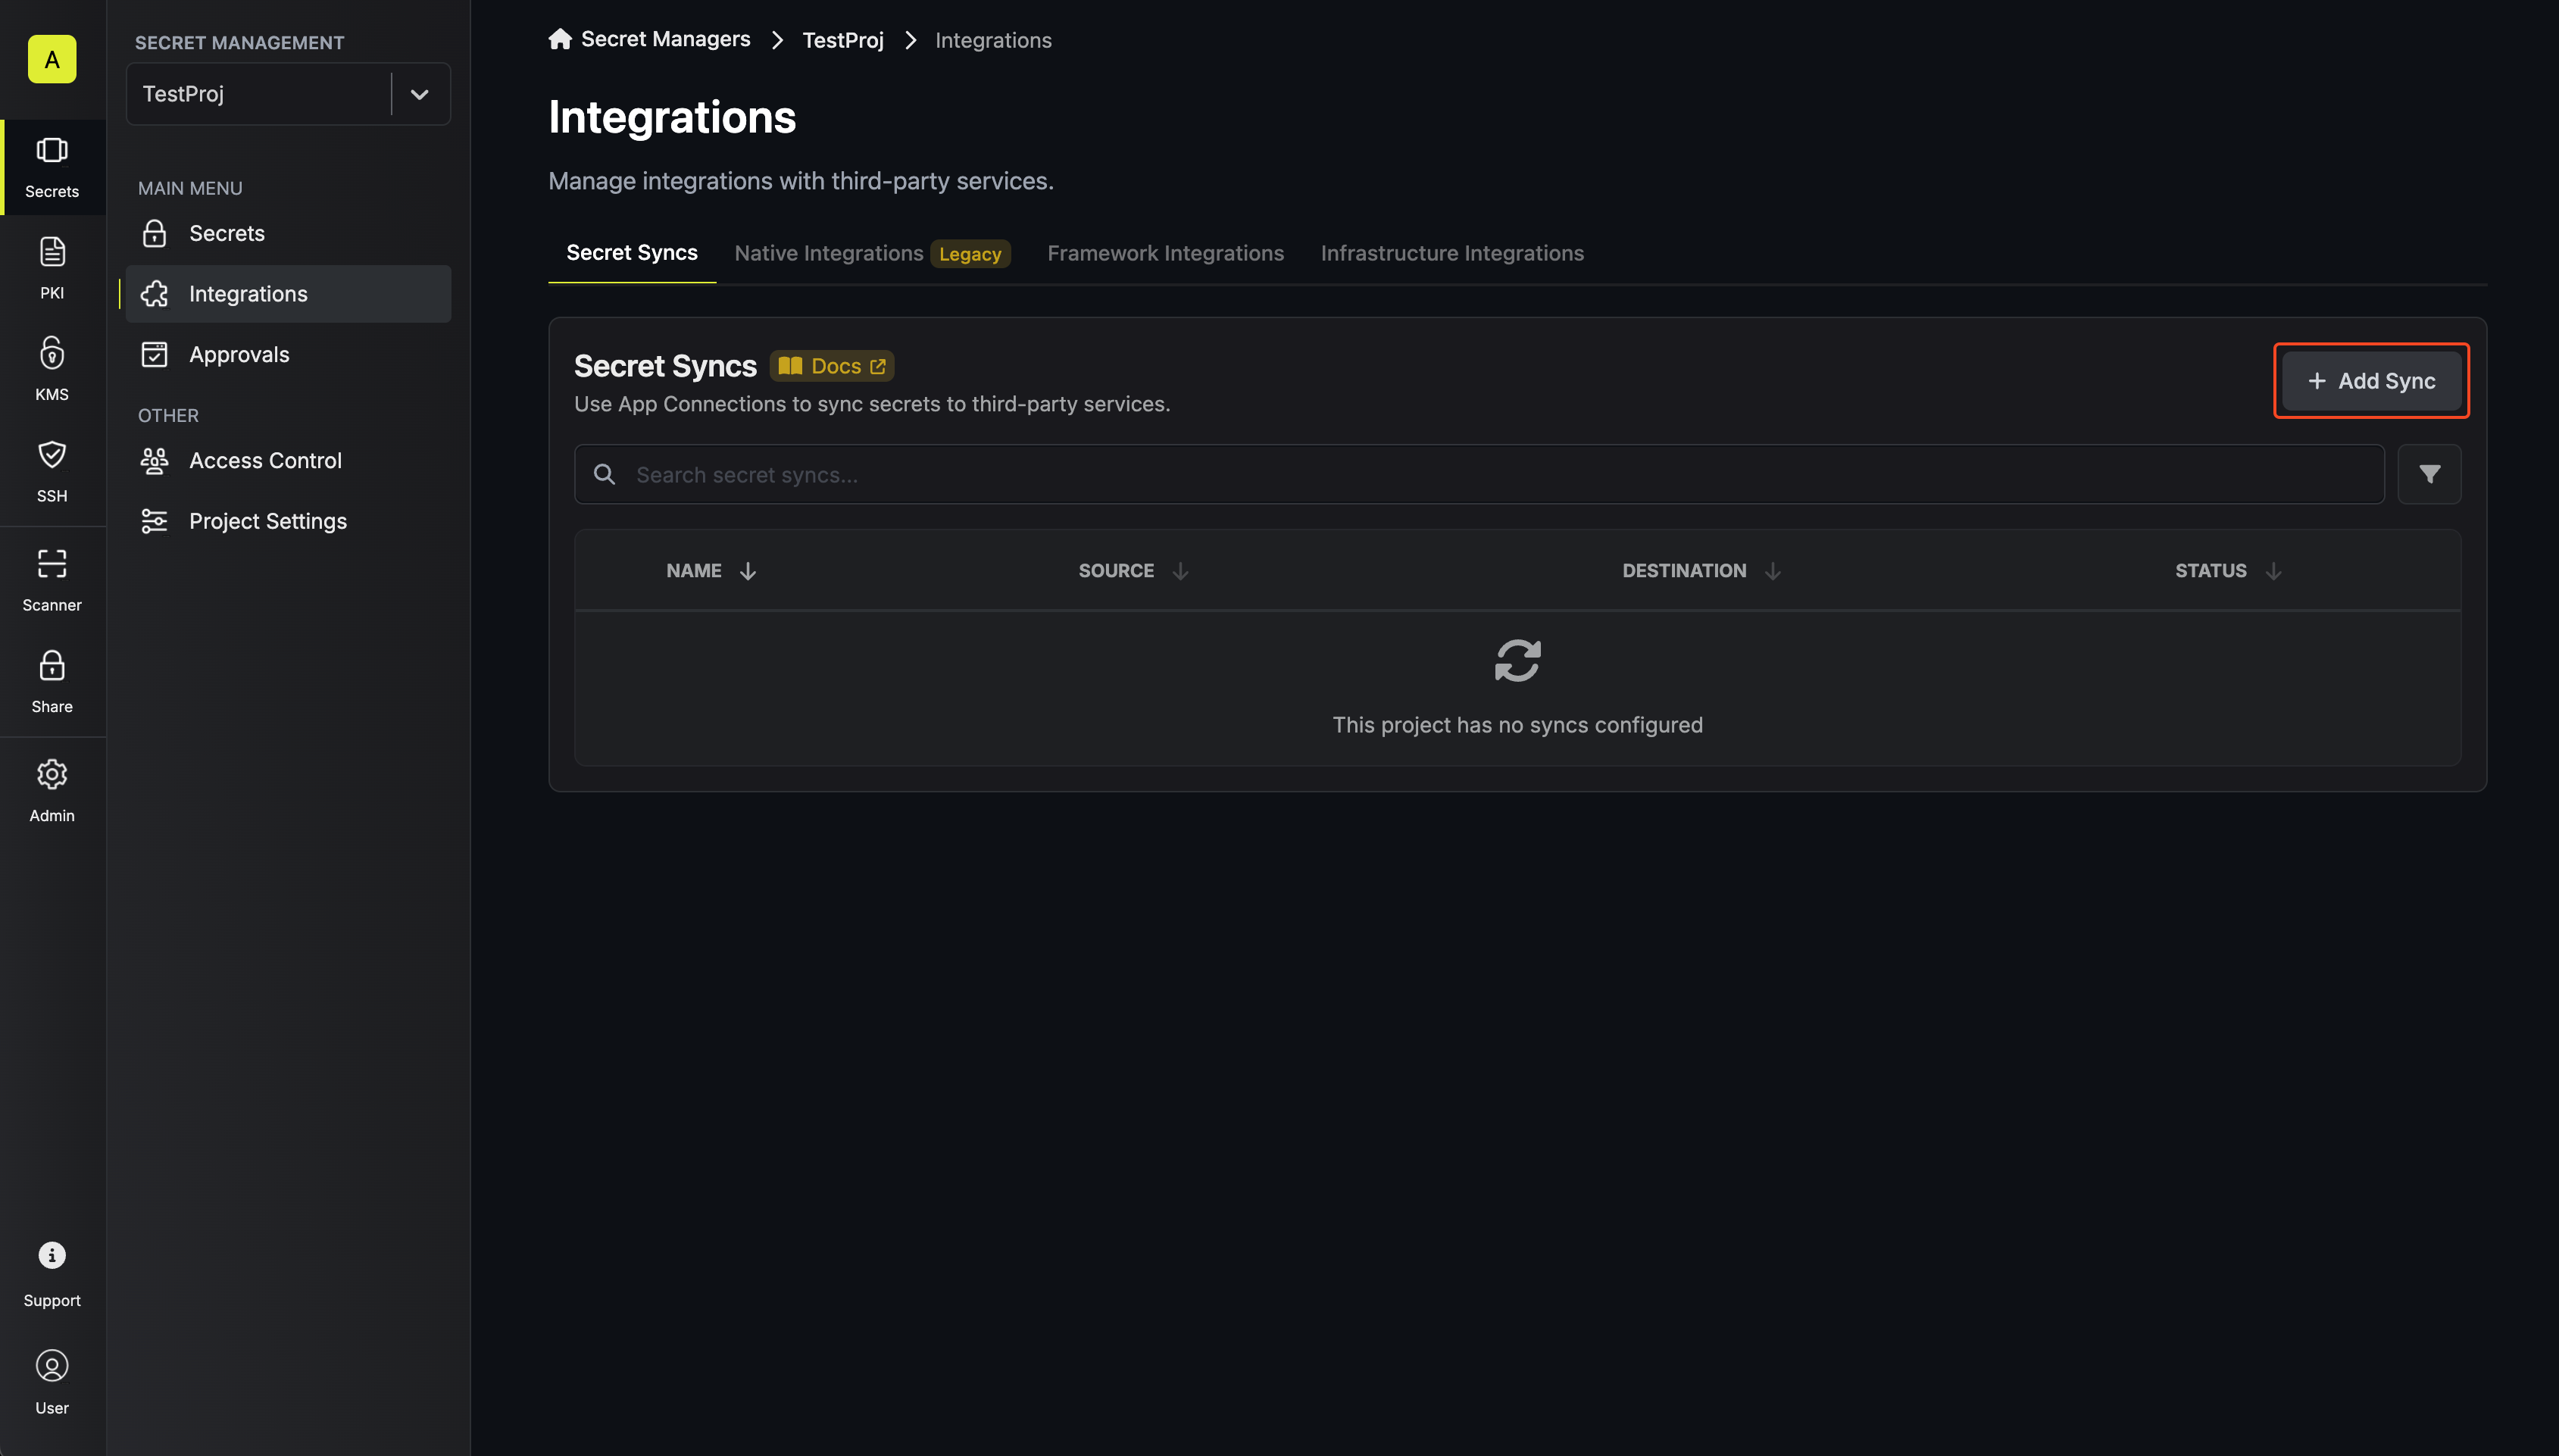 A
Secrets
PKI
KMS
SSH
Scanner
Share
Admin
Support
User
SECRET MANAGEMENT
TestProj
MAIN MENU
Secrets
Integrations
Approvals
OTHER
Access Control
Project Settings
Secret Managers > TestProj > Integrations
Integrations
Manage integrations with third-party services.
Secret Syncs Native Integrations Legacy Framework Integrations Infrastructure Integrations
Secret Syncs Docs
Use App Connections to sync secrets to third-party services.
+ Add Sync
Search secret syncs...
NAME SOURCE DESTINATION STATUS
This project has no syncs configured